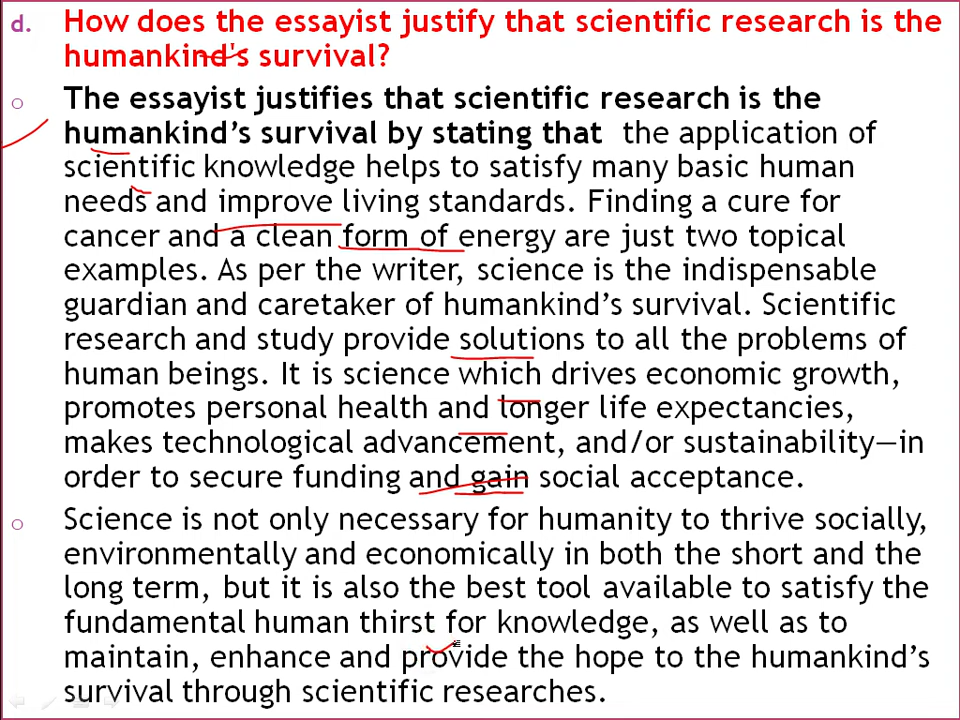 d. How does the essayist justify that scientific research is the
humankind's survival?
o The essayist justifies that scientific research is the
humankind’s survival by stating that the application of
scientific knowledge helps to satisfy many basic human
needs and improve living standards. Finding a cure for
cancer and a clean form of energy are just two topical
examples. As per the writer, science is the indispensable
guardian and caretaker of humankind’s survival. Scientific
research and study provide solutions to all the problems of
human beings. It is science which drives economic growth,
promotes personal health and longer life expectancies,
makes technological advancement, and/or sustainability—in
order to secure funding and gain social acceptance.
o Science is not only necessary for humanity to thrive socially,
environmentally and economically in both the short and the
long term, but it is also the best tool available to satisfy the
fundamental human thirst for knowledge, as well as to
maintain, enhance and provide the hope to the humankind’s
survival through scientific researches.